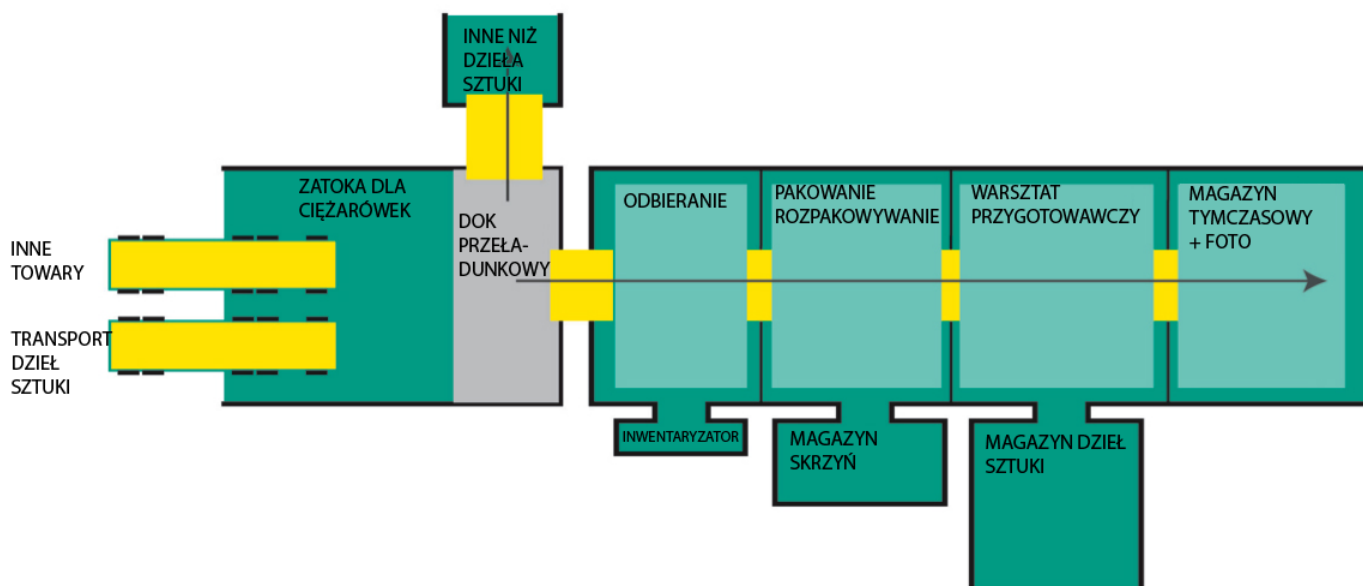 INNE NIŻ
DZIEŁA
SZTUKI
ZATOKA DLA
CIĘŻARÓWEK
DOK
PRZEŁA-
DUNKOWY
ODBIERANIE
PAKOWANIE
ROZPAKOWYWANIE
WARSZTAT
PRZYGOTOWAWCZY
MAGAZYN
TYMCZASOWY
+ FOTO
INNE
TOWARY
TRANSPORT
DZIEŁ
SZTUKI
INWENTARYZATOR
MAGAZYN
SKRZYŃ
MAGAZYN DZIEŁ
SZTUKI